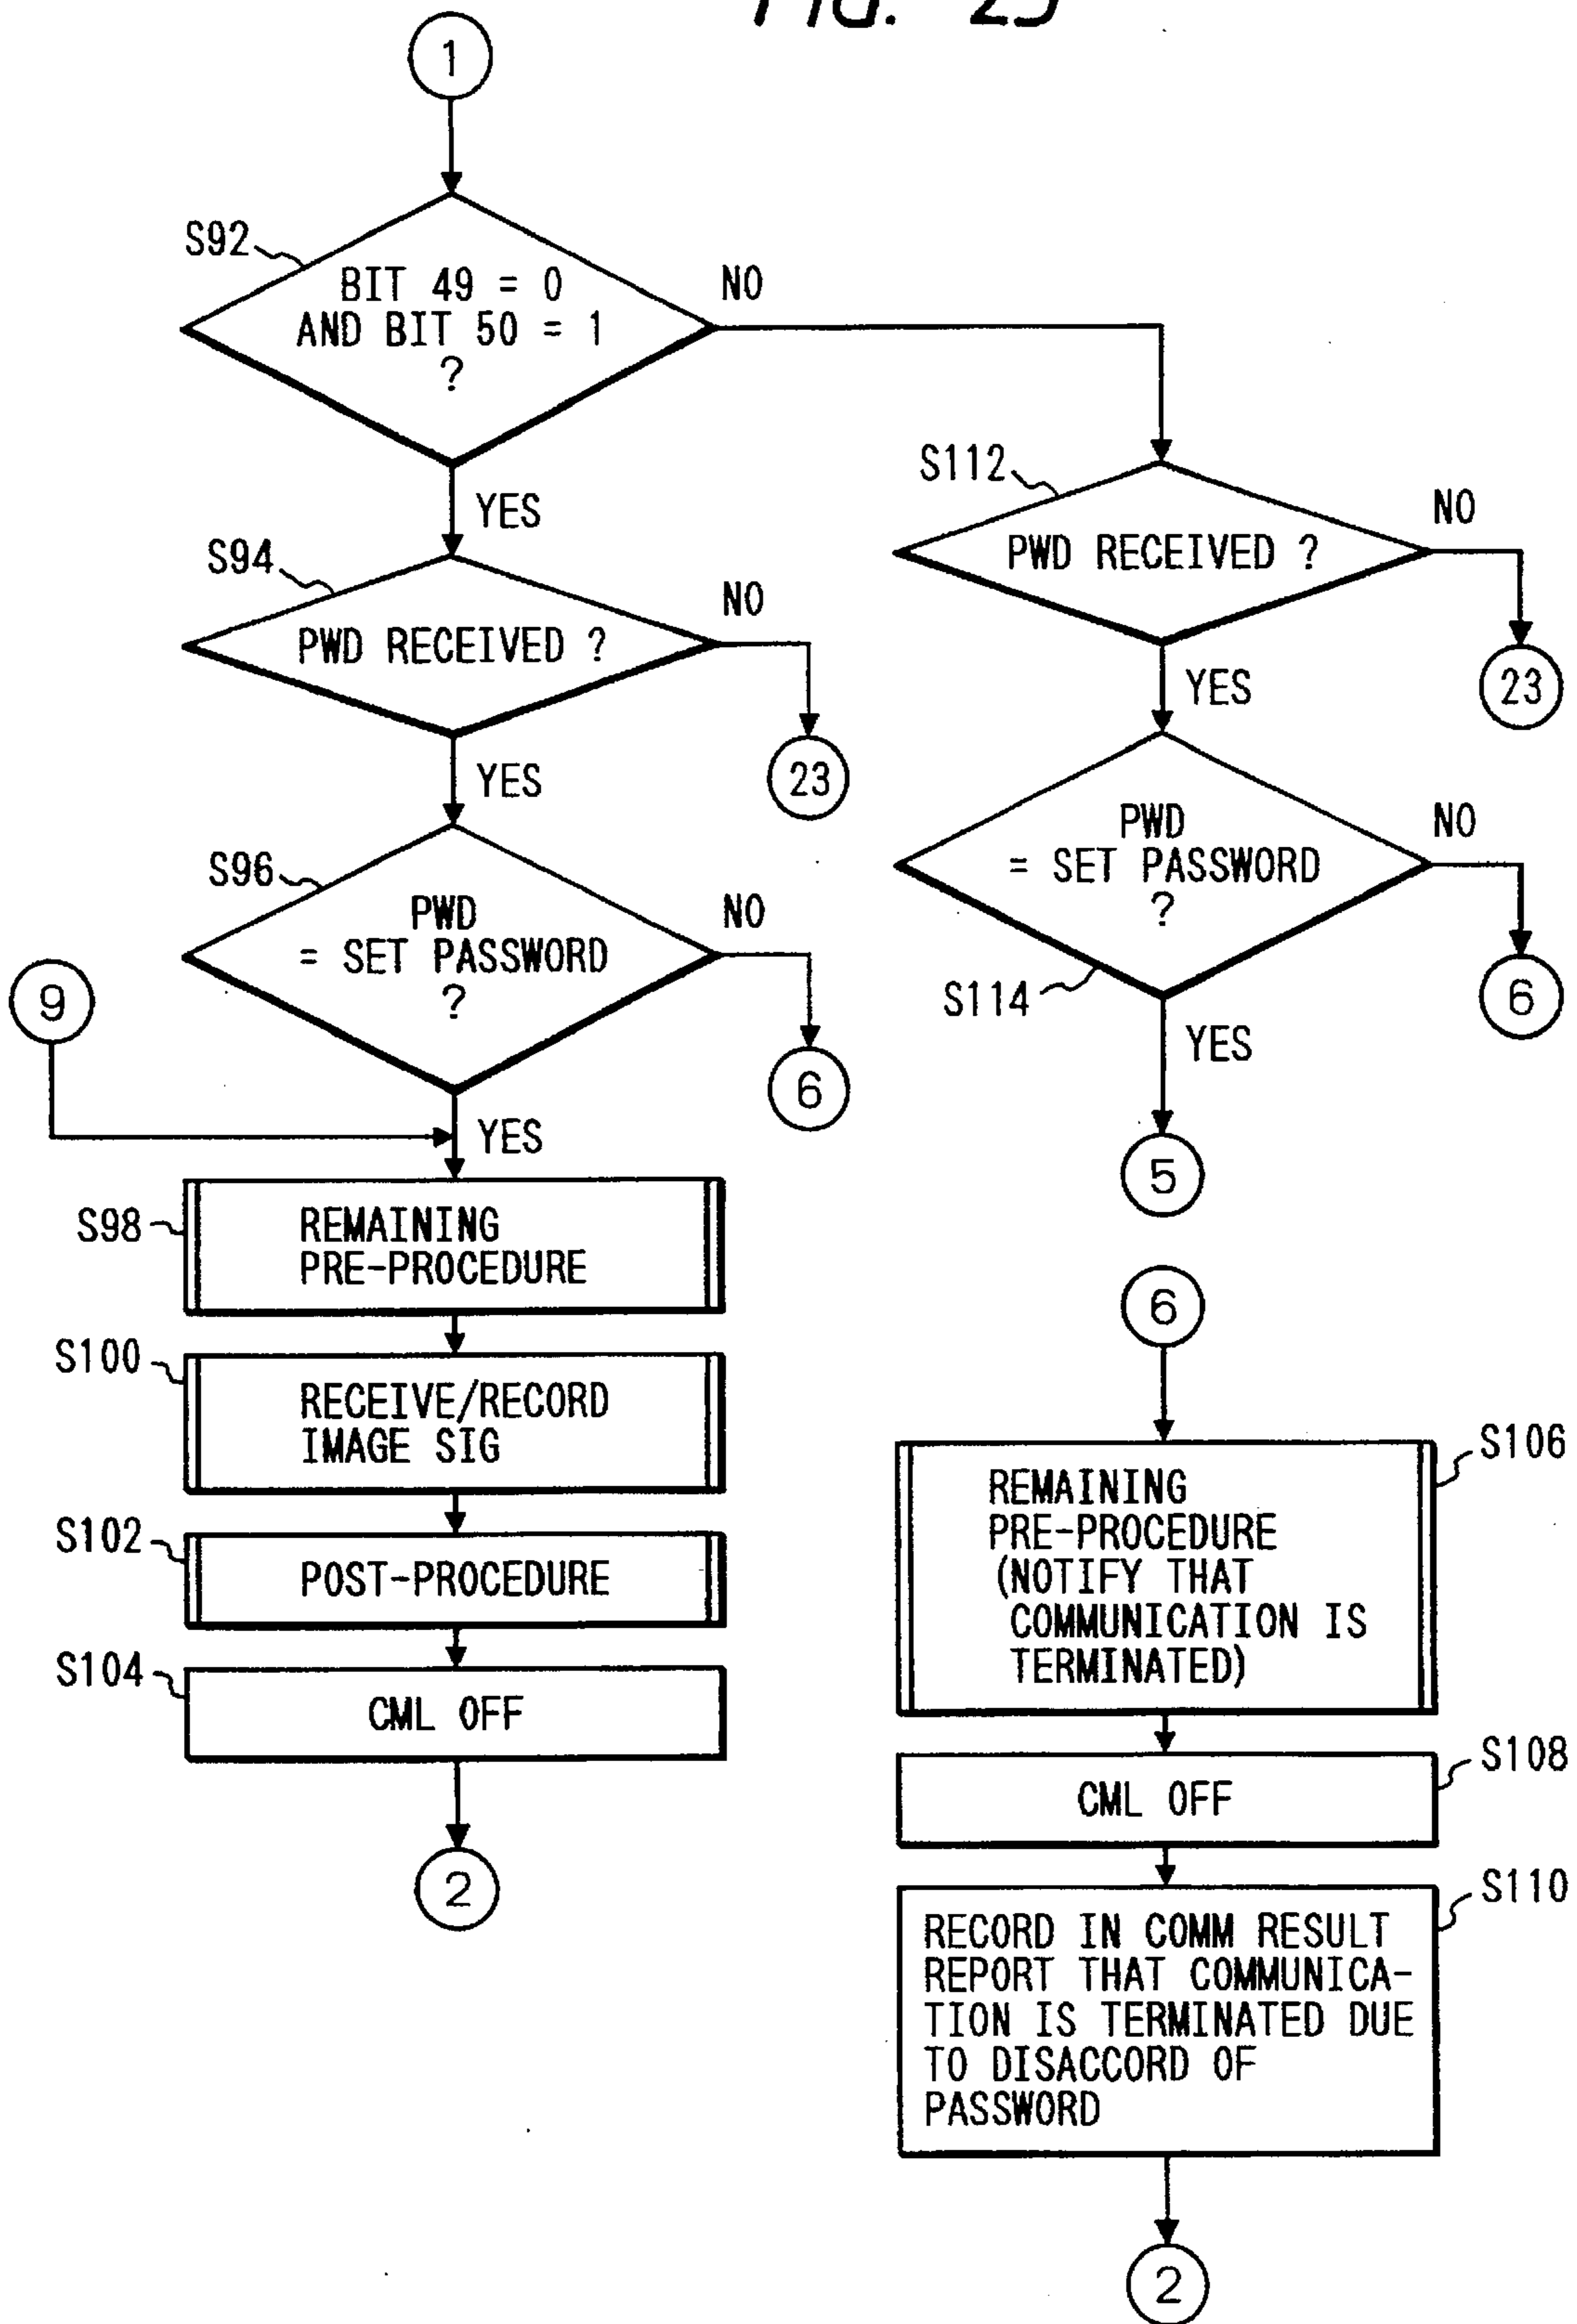 FIG. 25
1
S92
BIT 49 = 0
AND BIT 50 = 1
?
NO
YES
S94
PWD RECEIVED ?
NO
23
YES
S96
PWD
= SET PASSWORD
?
NO
6
9
YES
S98
REMAINING
PRE-PROCEDURE
S100
RECEIVE/RECORD
IMAGE SIG
S102
POST-PROCEDURE
S104
CML OFF
2
S112
PWD RECEIVED ?
NO
23
YES
PWD
= SET PASSWORD
?
NO
S114
6
YES
5
6
S106
REMAINING
PRE-PROCEDURE
(NOTIFY THAT
COMMUNICATION IS
TERMINATED)
S108
CML OFF
S110
RECORD IN COMM RESULT
REPORT THAT COMMUNICA-
TION IS TERMINATED DUE
TO DISACCORD OF
PASSWORD
2